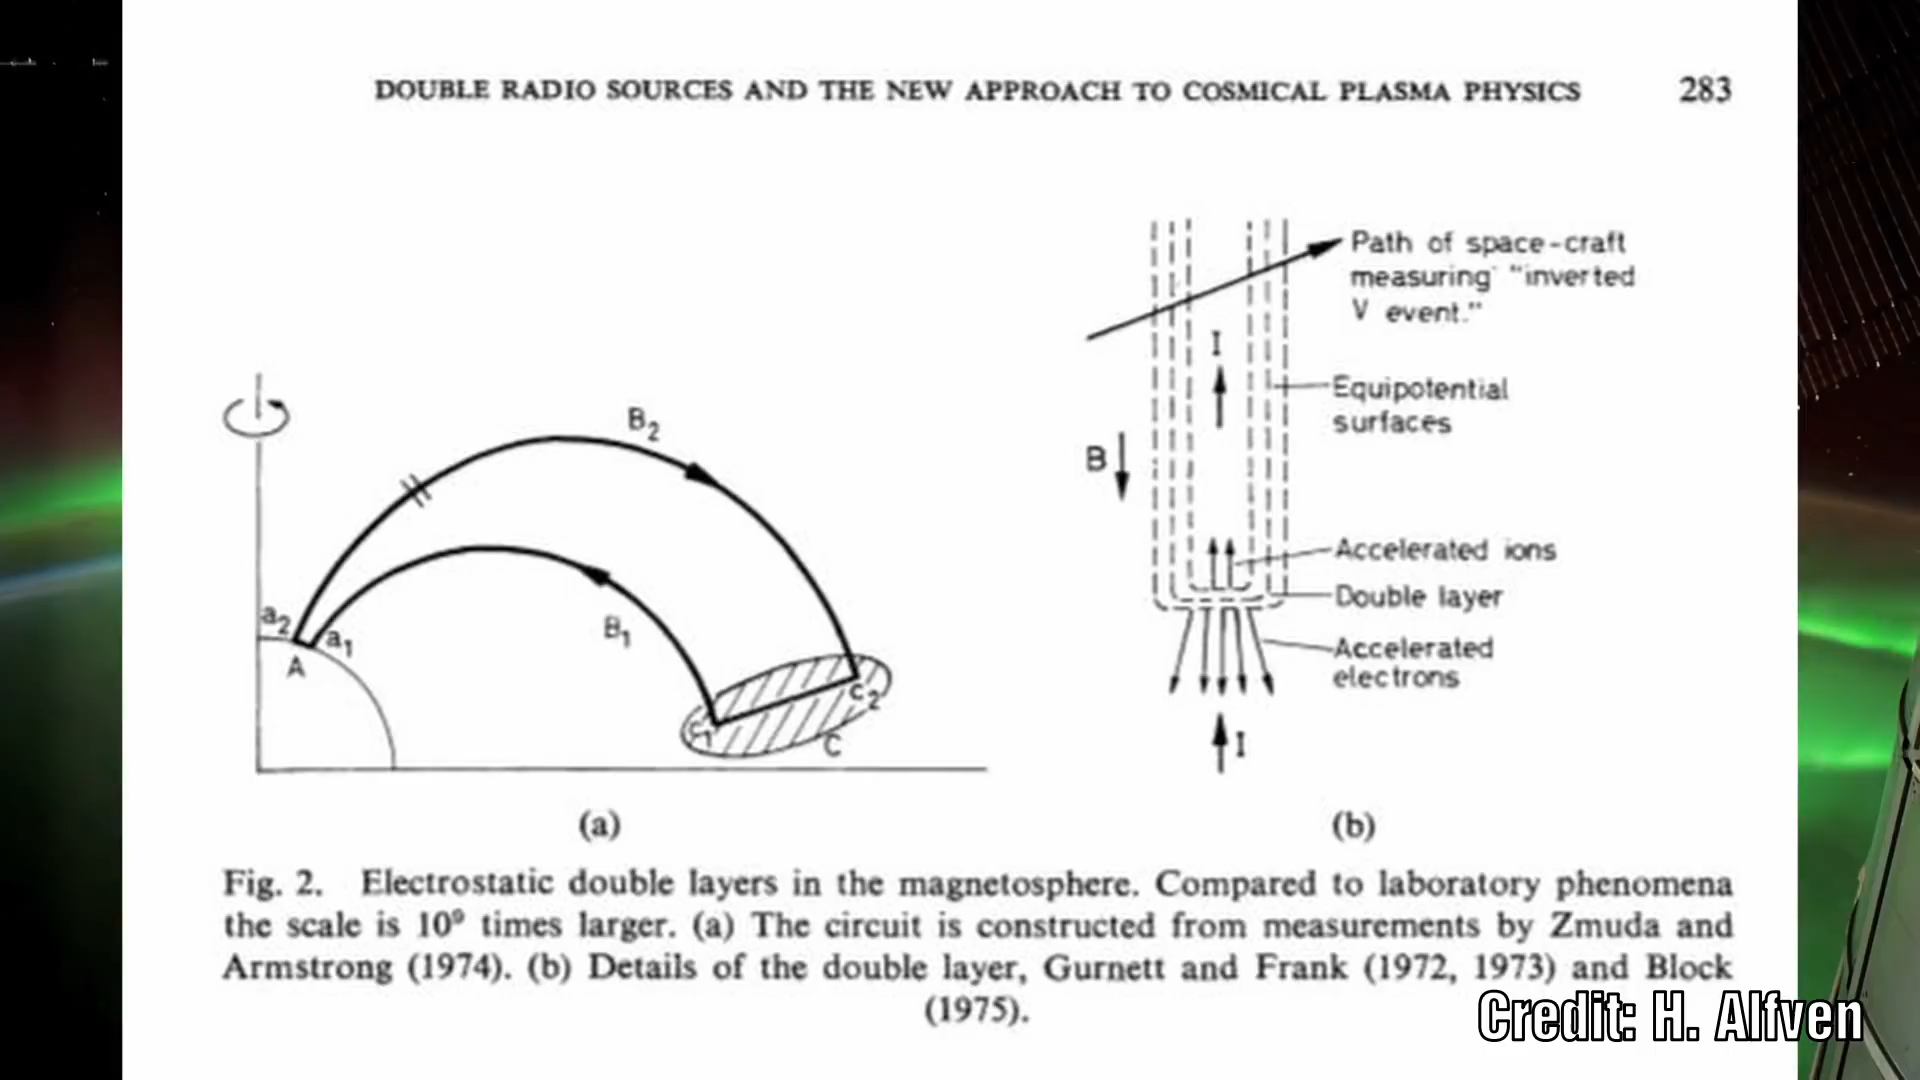 DOUBLE RADIO SOURCES AND THE NEW APPROACH TO COSMICAL PLASMA PHYSICS 283
B2
B1
a2
a1
A
C1
C2
C
(a)
Path of space-craft
measuring "inverted
V event."
I
Equipotential
surfaces
B
Accelerated ions
Double layer
Accelerated
electrons
I
(b)
Fig. 2. Electrostatic double layers in the magnetosphere. Compared to laboratory phenomena
the scale is 10⁹ times larger. (a) The circuit is constructed from measurements by Zmuda and
Armstrong (1974). (b) Details of the double layer, Gurnett and Frank (1972, 1973) and Block
(1975).
Credit: H. Alfven